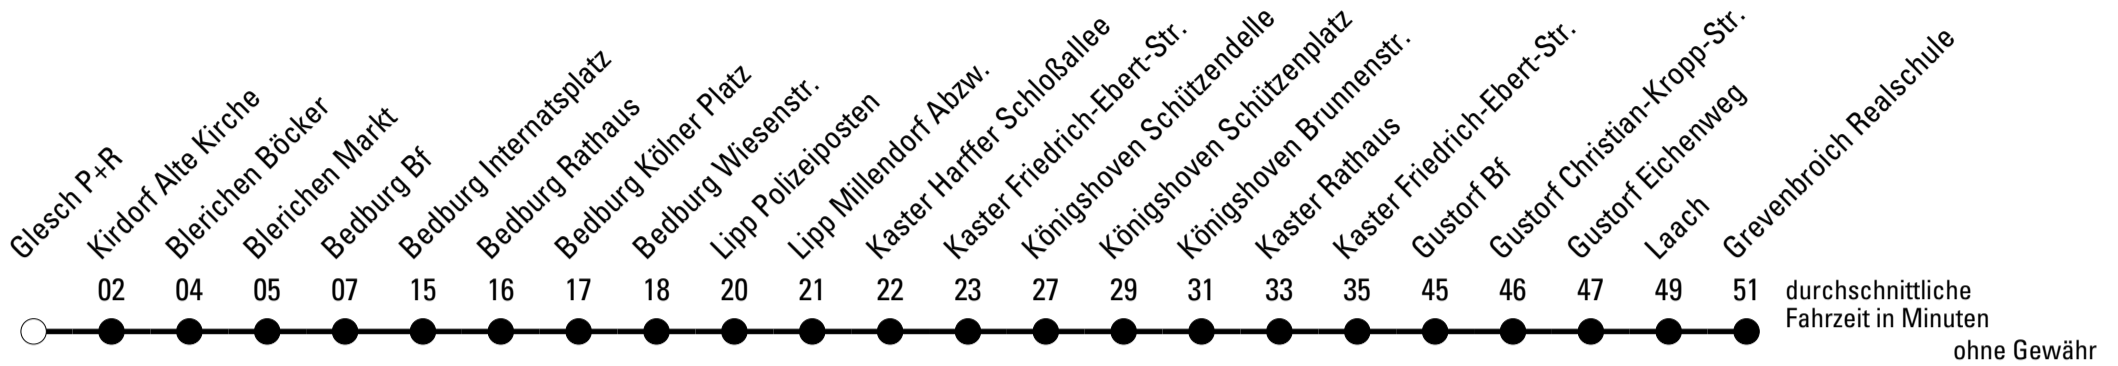 Glesch P+R
Kirdorf Alte Kirche
Blerichen Böcker
Blerichen Markt
Bedburg Bf
Bedburg Internatsplatz
Bedburg Rathaus
Bedburg Kölner Platz
Bedburg Wiesenstr.
Lipp Polizeiposten
Lipp Millendorf Abzw.
Kaster Harffer Schloßallee
Kaster Friedrich-Ebert-Str.
Königshoven Schützendelle
Königshoven Schützenplatz
Königshoven Brunnenstr.
Kaster Rathaus
Kaster Friedrich-Ebert-Str.
Gustorf Bf
Gustorf Christian-Kropp-Str.
Gustorf Eichenweg
Laach
Grevenbroich Realschule
02 04 05 07 15 16 17 18 20 21 22 23 27 29 31 33 35 45 46 47 49 51
durchschnittliche
Fahrzeit in Minuten
ohne Gewähr